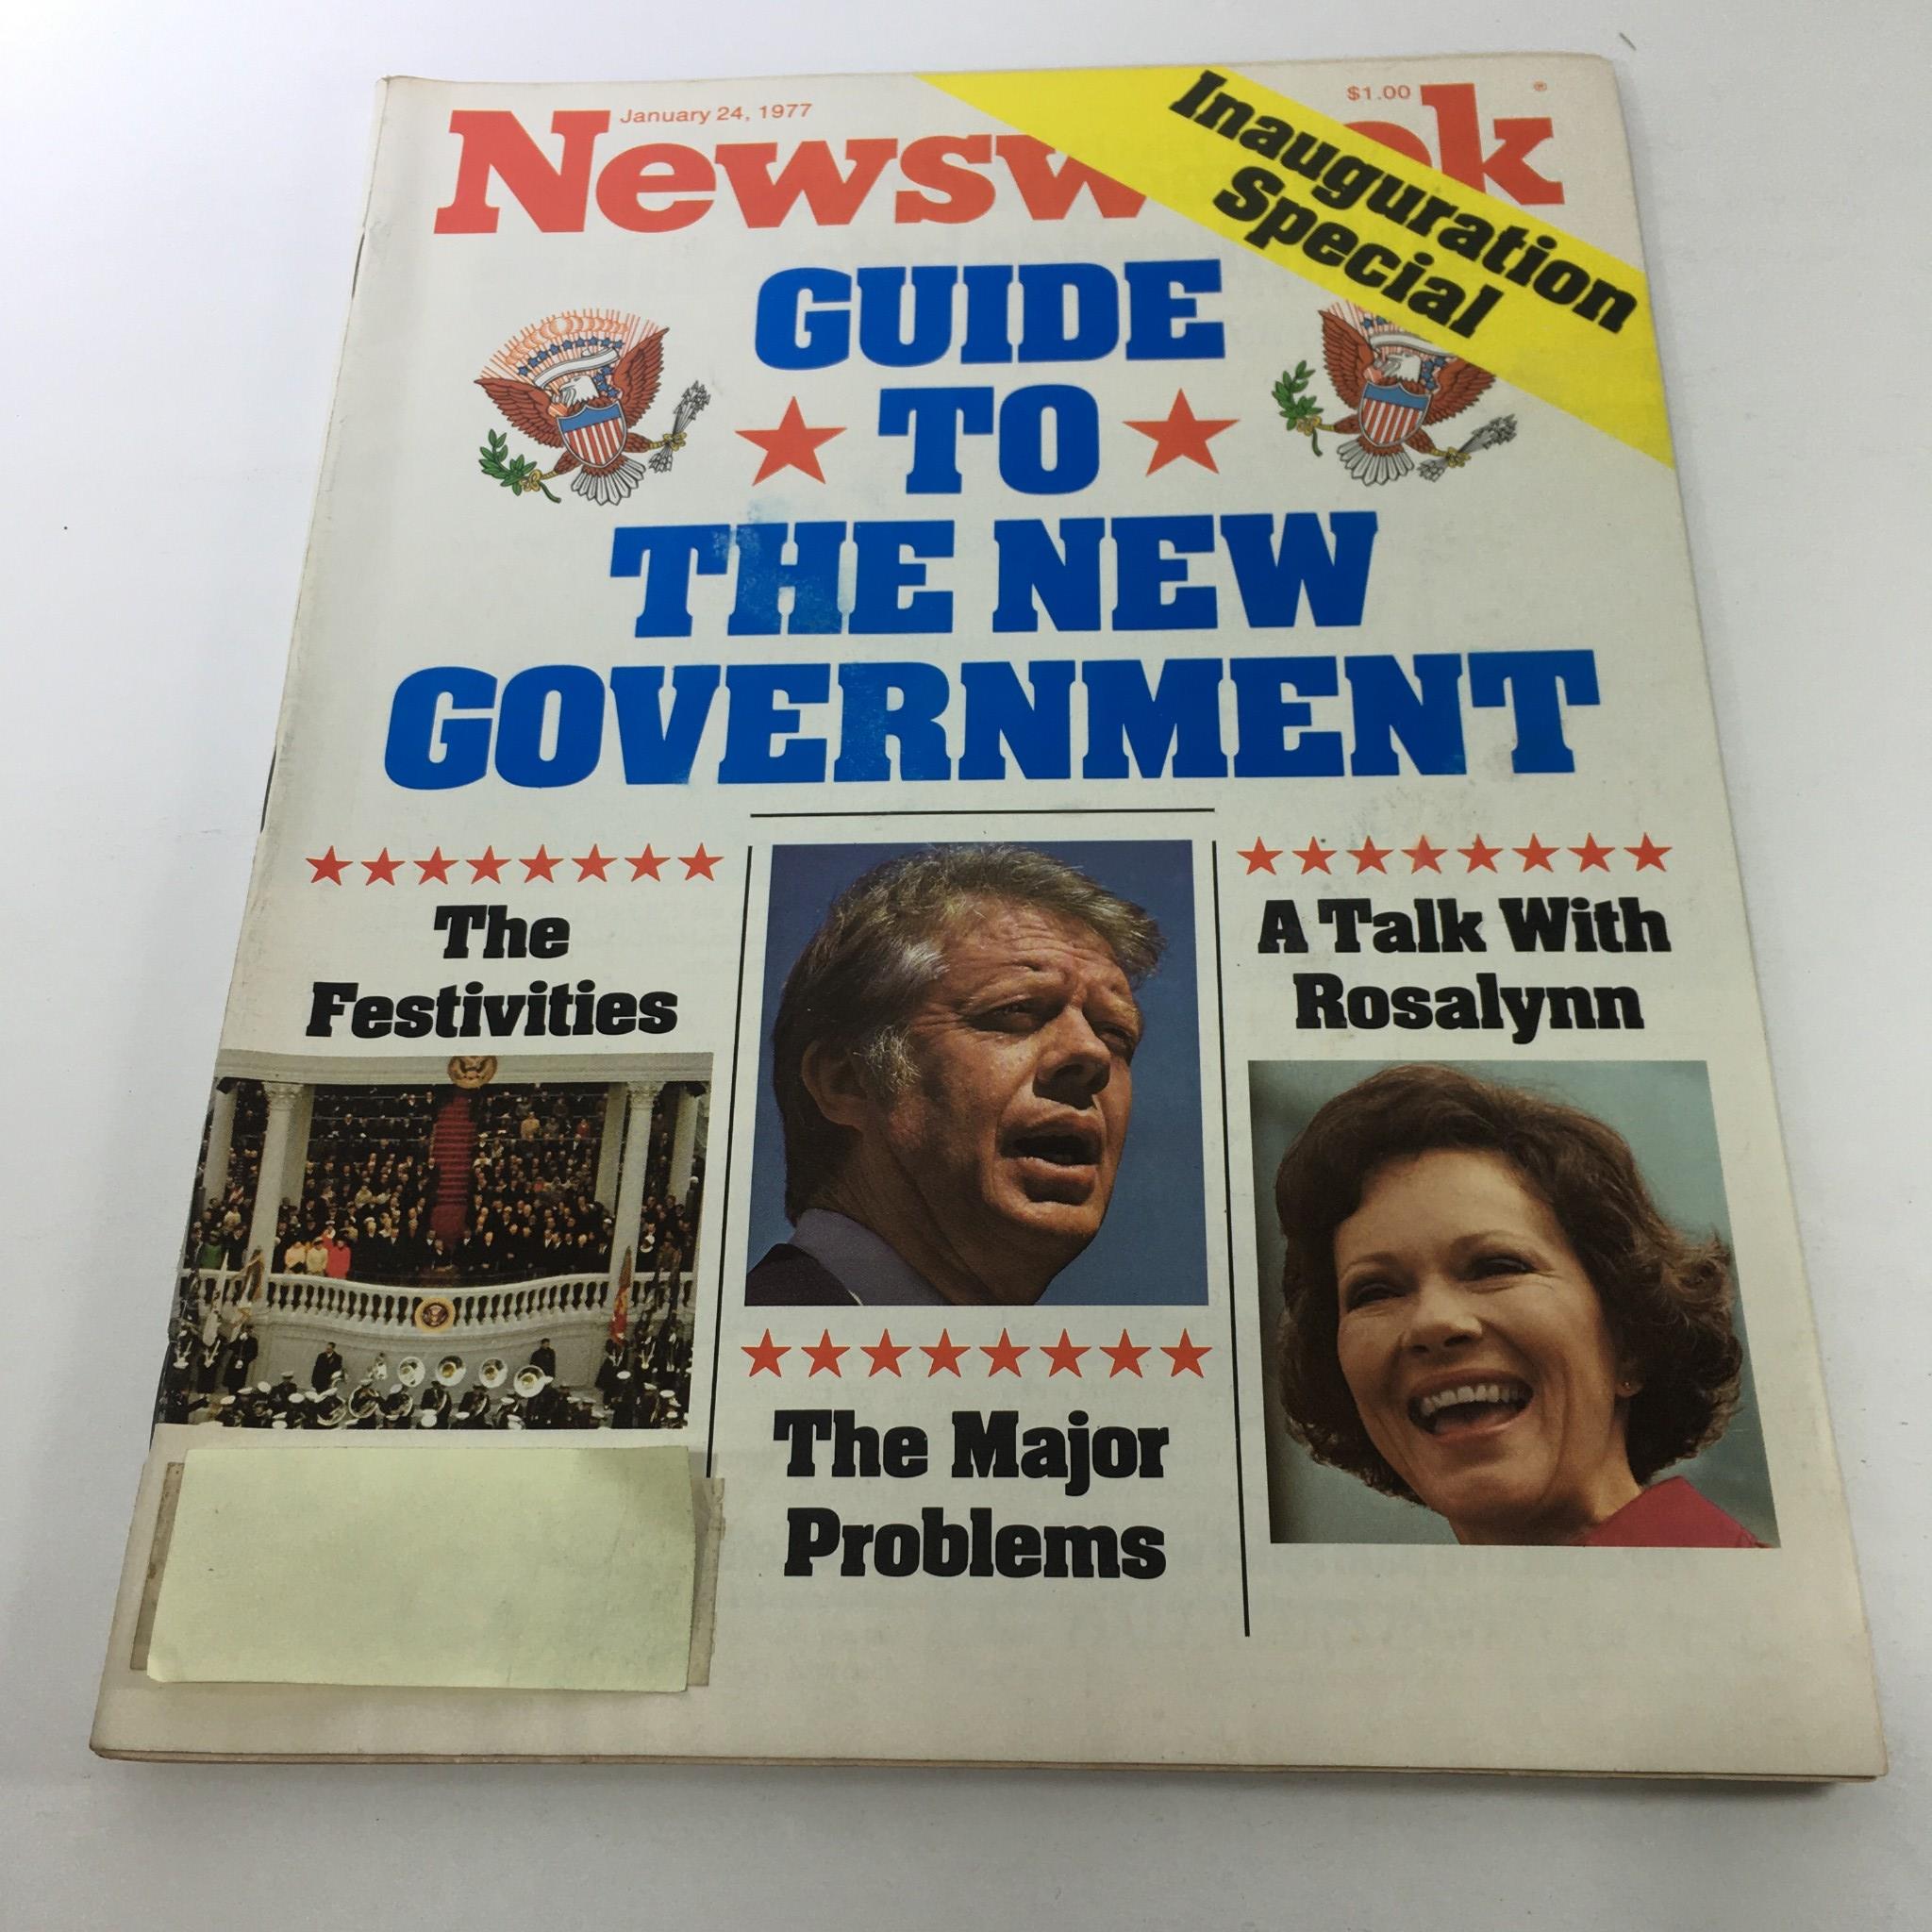 January 24, 1977
$1.00
Newsweek
®
Inauguration
Special
GUIDE
TO
THE NEW
GOVERNMENT
The
Festivities
A Talk With
Rosalynn
The Major
Problems